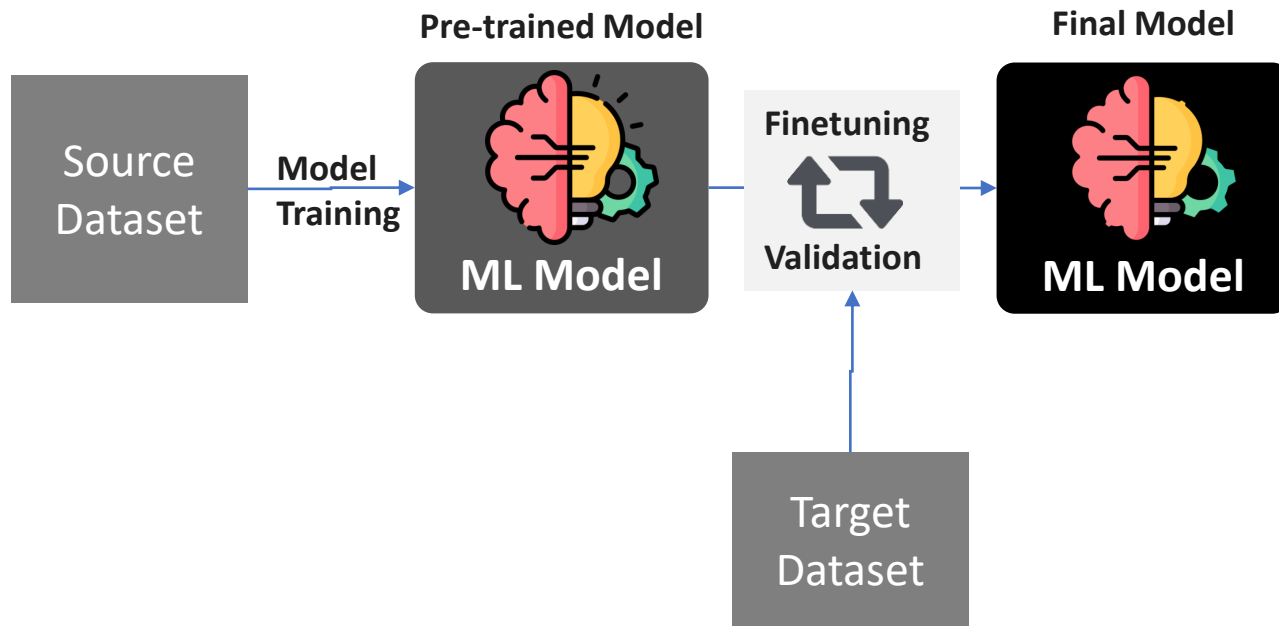 Pre-trained Model
Final Model
Source
Dataset
Model
Training
ML Model
Finetuning
Validation
ML Model
Target
Dataset